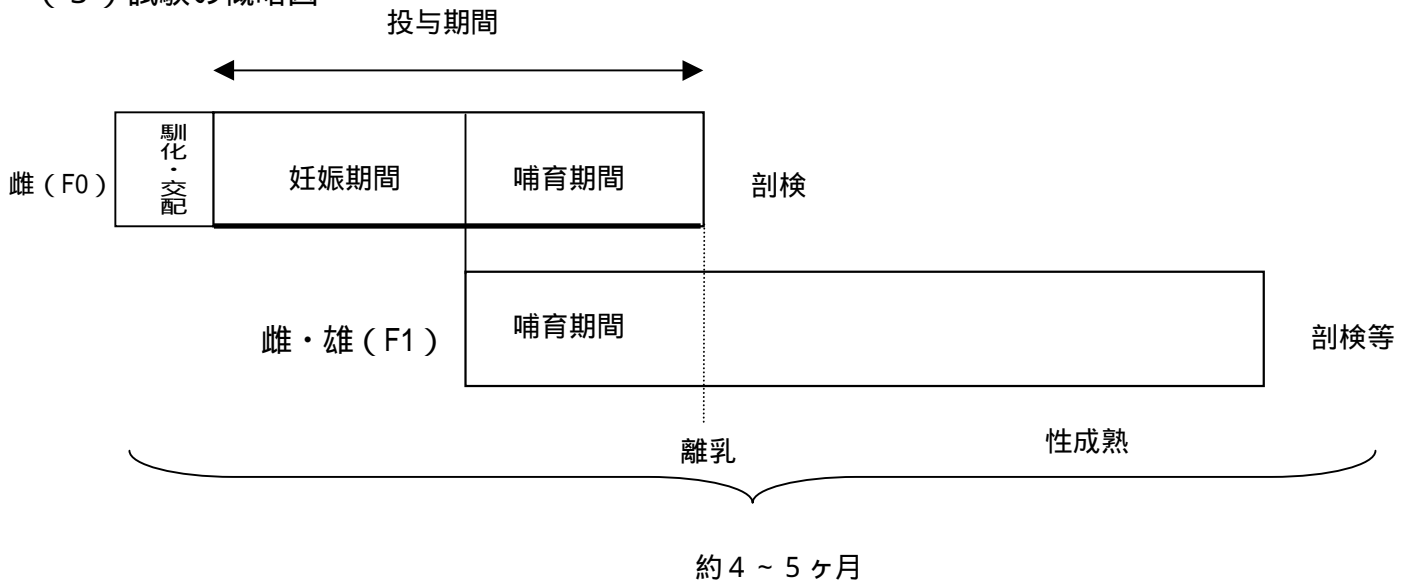 (3)試験の概略図
投与期間
馴化・交配
雌(F0)
妊娠期間
哺育期間
剖検
雌・雄(F1)
哺育期間
剖検等
離乳
性成熟
約4~5ヶ月